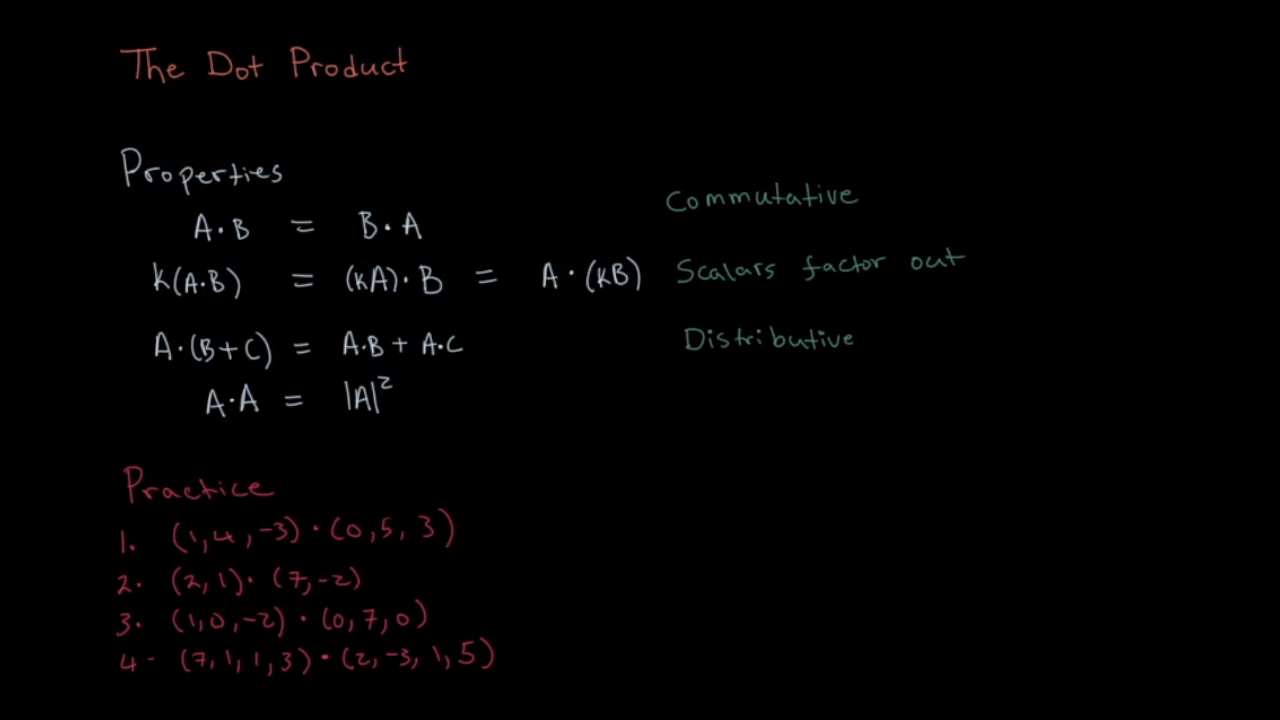 The Dot Product
Properties
A·B = B·A Commutative
k(A·B) = (kA)·B = A·(kB) Scalars factor out
A·(B+C) = A·B + A·C Distributive
A·A = |A|²
Practice
1. (1,4,-3)·(0,5,3)
2. (2,1)·(7,-2)
3. (1,0,-2)·(0,7,0)
4. (7,1,1,3)·(2,-3,1,5)